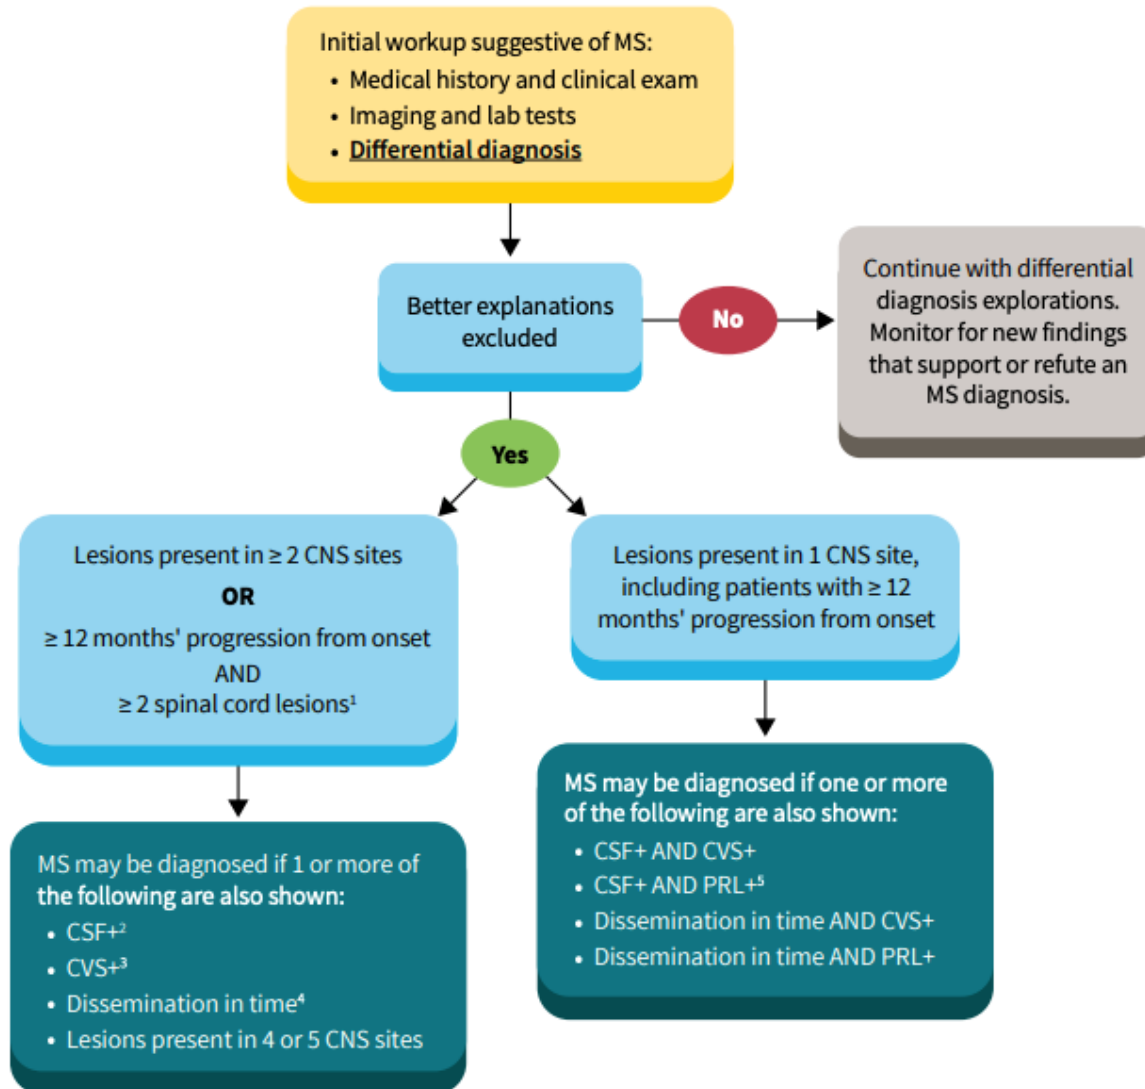 Initial workup suggestive of MS:
• Medical history and clinical exam
• Imaging and lab tests
• Differential diagnosis
Better explanations
excluded
No
Continue with differential
diagnosis explorations.
Monitor for new findings
that support or refute an
MS diagnosis.
Yes
Lesions present in ≥ 2 CNS sites
OR
≥ 12 months' progression from onset
AND
≥ 2 spinal cord lesions¹
Lesions present in 1 CNS site,
including patients with ≥ 12
months' progression from onset
MS may be diagnosed if 1 or more of
the following are also shown:
• CSF+²
• CVS+³
• Dissemination in time⁴
• Lesions present in 4 or 5 CNS sites
MS may be diagnosed if one or more
of the following are also shown:
• CSF+ AND CVS+
• CSF+ AND PRL+⁵
• Dissemination in time AND CVS+
• Dissemination in time AND PRL+